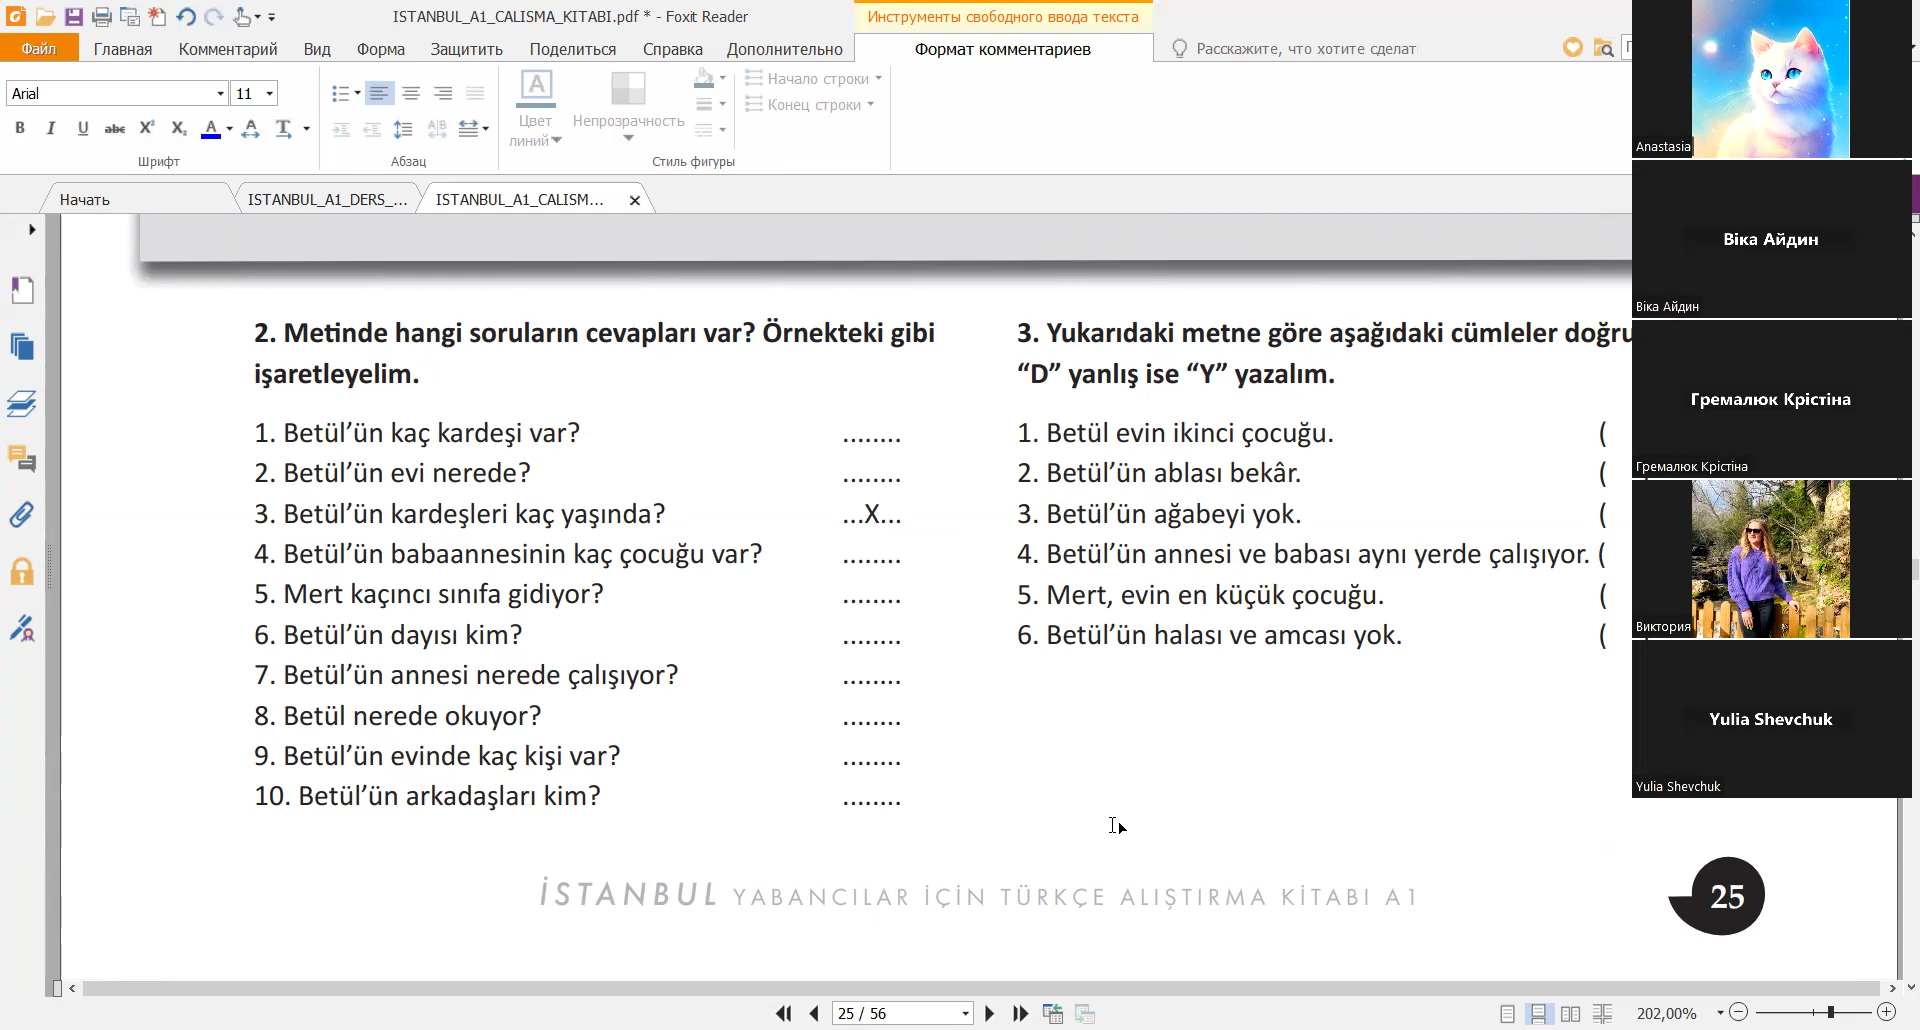 ISTANBUL_A1_CALISMA_KITABI.pdf * - Foxit Reader
Инструменты свободного ввода текста
Файл
Главная
Комментарий
Вид
Форма
Защитить
Поделиться
Справка
Дополнительно
Формат комментариев
Расскажите, что хотите сделат
Arial
11
Цвет линий
Непрозрачность
Начало строки
Конец строки
Шрифт
Абзац
Стиль фигуры
Начать
ISTANBUL_A1_DERS_...
ISTANBUL_A1_CALISM...
2. Metinde hangi soruların cevapları var? Örnekteki gibi
işaretleyelim.
1. Betül’ün kaç kardeşi var? ........
2. Betül’ün evi nerede? ........
3. Betül’ün kardeşleri kaç yaşında? ...X...
4. Betül’ün babaannesinin kaç çocuğu var? ........
5. Mert kaçıncı sınıfa gidiyor? ........
6. Betül’ün dayısı kim? ........
7. Betül’ün annesi nerede çalışıyor? ........
8. Betül nerede okuyor? ........
9. Betül’ün evinde kaç kişi var? ........
10. Betül’ün arkadaşları kim? ........
3. Yukarıdaki metne göre aşağıdaki cümleler doğru
“D” yanlış ise “Y” yazalım.
1. Betül evin ikinci çocuğu. (
2. Betül’ün ablası bekâr. (
3. Betül’ün ağabeyi yok. (
4. Betül’ün annesi ve babası aynı yerde çalışıyor. (
5. Mert, evin en küçük çocuğu. (
6. Betül’ün halası ve amcası yok. (
İSTANBUL YABANCILAR İÇİN TÜRKÇE ALIŞTIRMA KİTABI A1
25
Anastasia
Віка Айдин
Віка Айдин
Гремалюк Крістіна
Гремалюк Крістіна
Виктория
Yulia Shevchuk
Yulia Shevchuk
25 / 56
202,00%